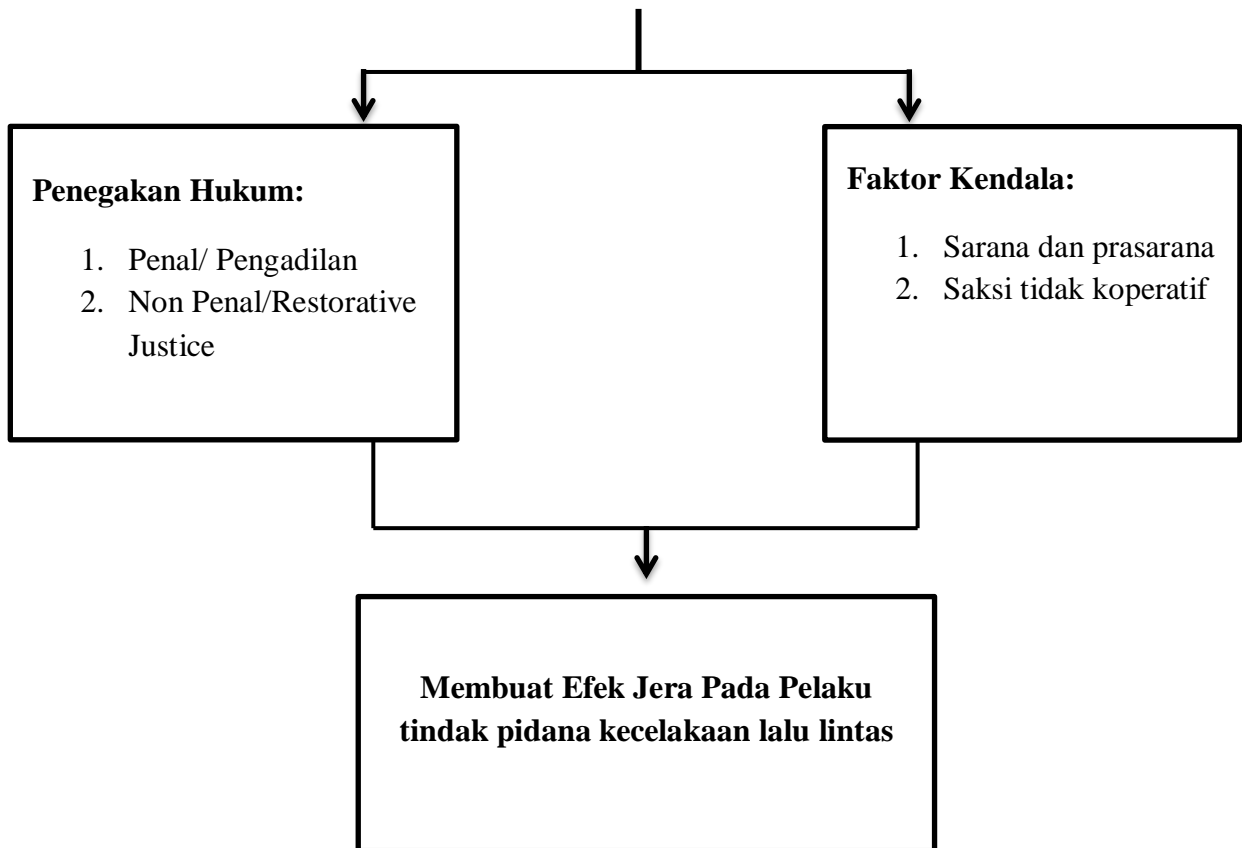 Penegakan Hukum:
1. Penal/ Pengadilan
2. Non Penal/Restorative
Justice
Faktor Kendala:
1. Sarana dan prasarana
2. Saksi tidak koperatif
Membuat Efek Jera Pada Pelaku
tindak pidana kecelakaan lalu lintas